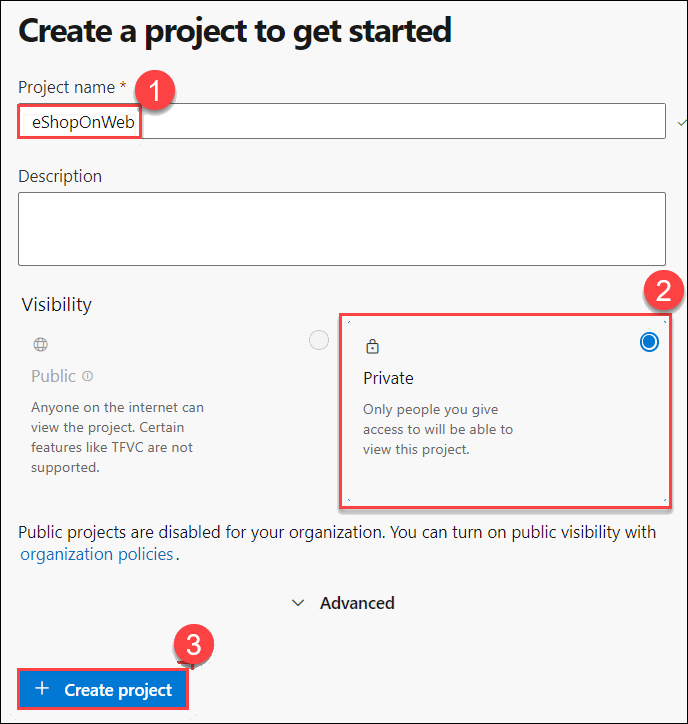 Create a project to get started
Project name *
1
eShopOnWeb
Description
Visibility
2
Public
Anyone on the internet can
view the project. Certain
features like TFVC are not
supported.
Private
Only people you give
access to will be able to
view this project.
Public projects are disabled for your organization. You can turn on public visibility with
organization policies.
Advanced
3
+ Create project